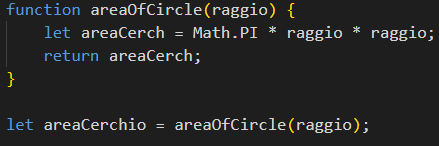 function areaOfCircle(raggio) {
    let areaCerch = Math.PI * raggio * raggio;
    return areaCerch;
}

let areaCerchio = areaOfCircle(raggio);